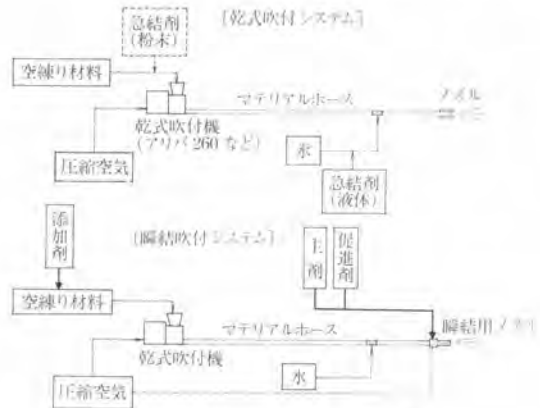 急結剤
(粉末)
[乾式吹付システム]
空練り材料
マテリアルホース
ノズル
乾式吹付機
(アリバ260など)
圧縮空気
水
急結剤
(液体)
添加剤
[瞬結吹付システム]
主剤
促進剤
空練り材料
マテリアルホース
瞬結用ノズル
乾式吹付機
水
圧縮空気